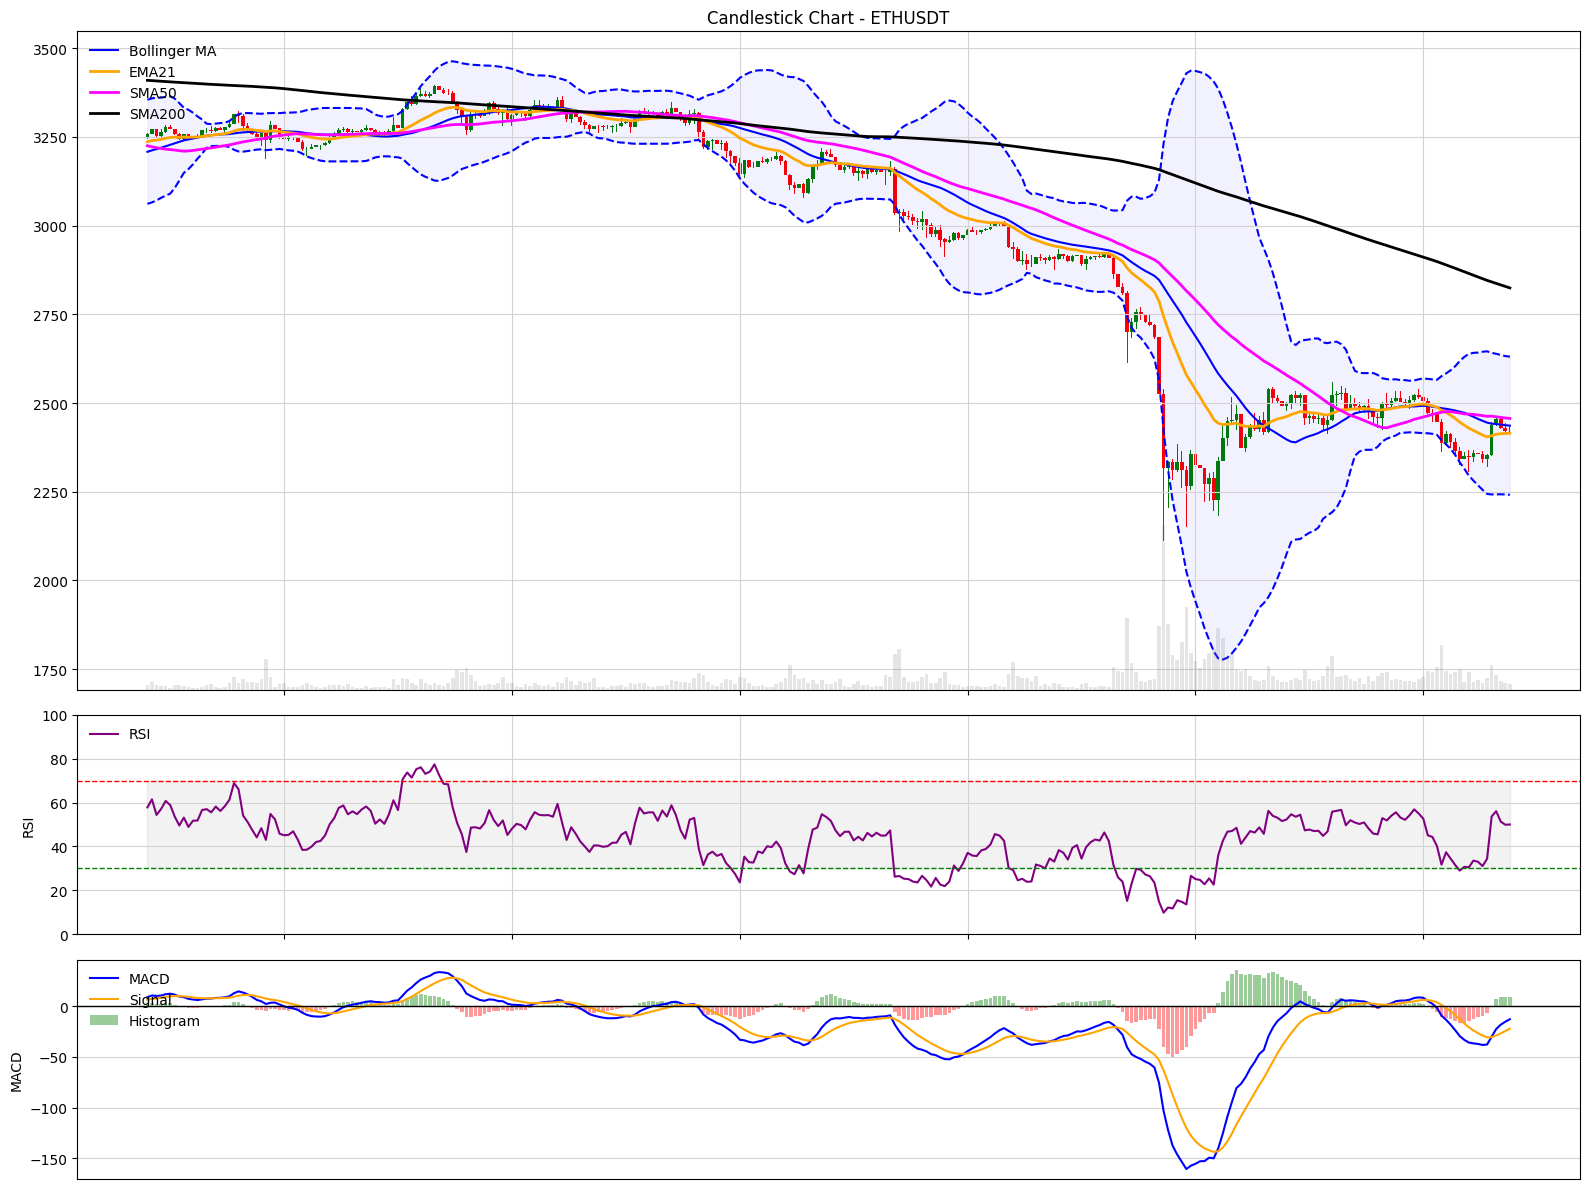 Candlestick Chart - ETHUSDT
3500
3250
3000
2750
2500
2250
2000
1750
Bollinger MA
EMA21
SMA50
SMA200
100
80
60
40
20
0
RSI
RSI
0
−50
−100
−150
MACD
MACD
Signal
Histogram